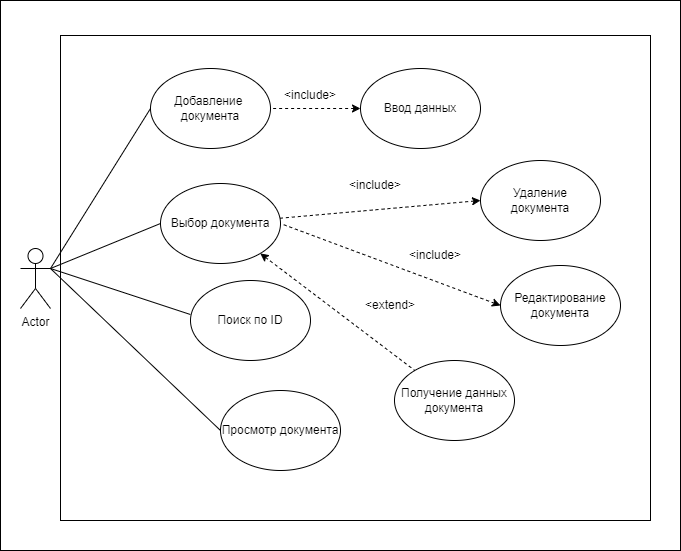 Добавление
документа
<include>
Ввод данных
<include>
Удаление
документа
Выбор документа
<include>
Редактирование
документа
<extend>
Actor
Поиск по ID
Получение данных
документа
Просмотр документа